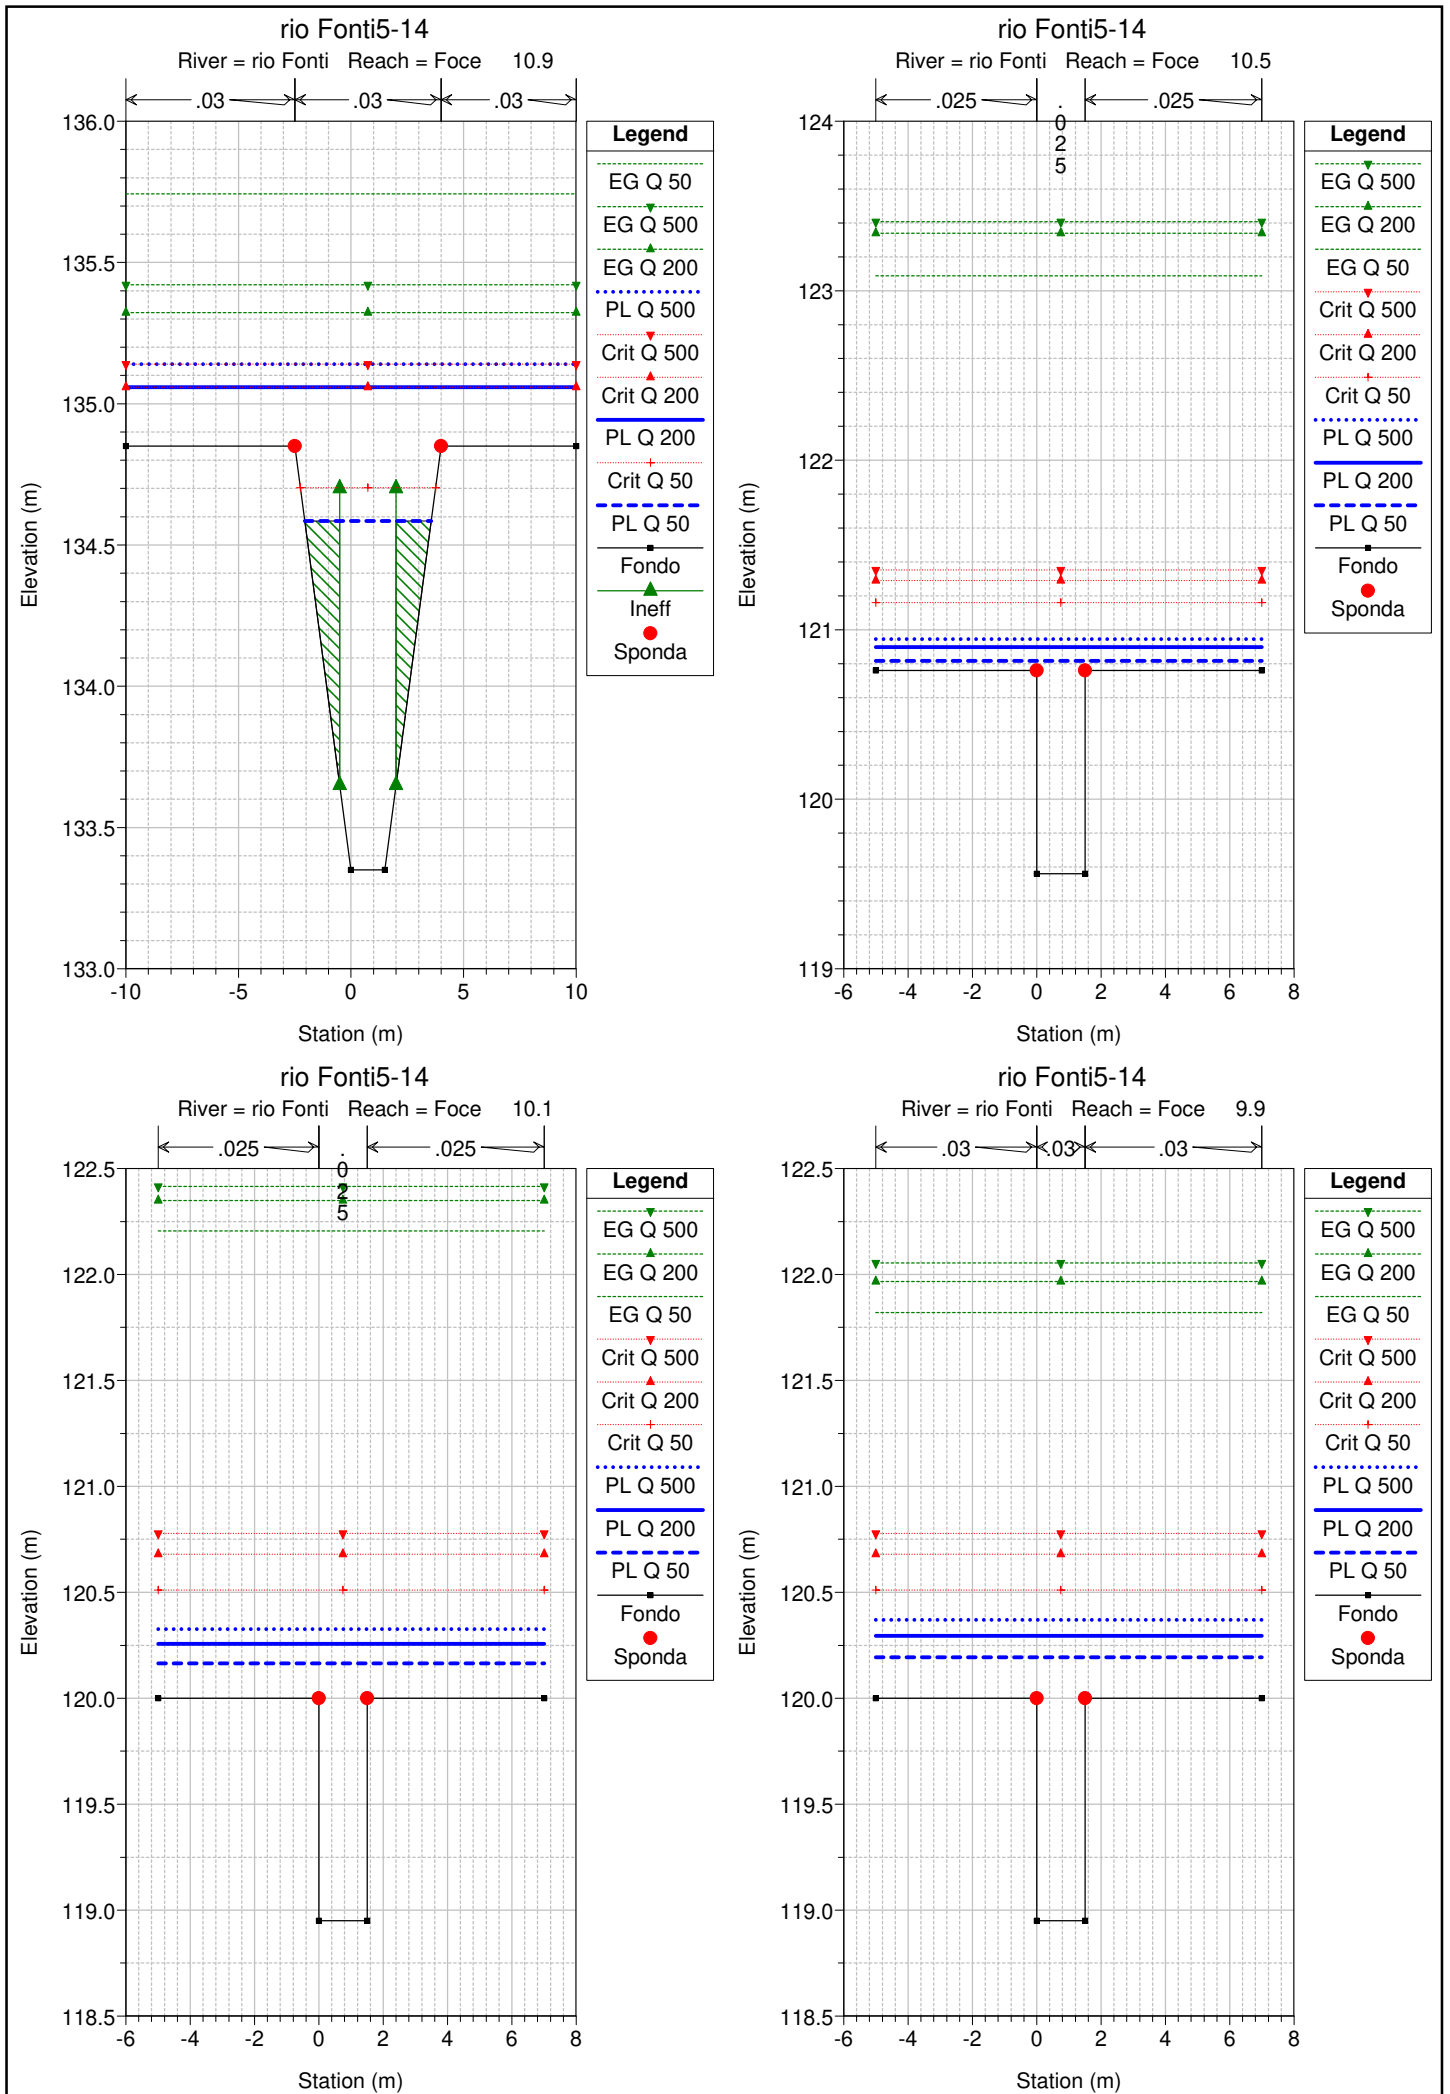 rio Fonti5-14
River = rio Fonti Reach = Foce 10.9
.03 .03 .03
136.0
135.5
135.0
134.5
134.0
133.5
133.0
Elevation (m)
-10 -5 0 5 10
Station (m)
Legend
EG Q 50
EG Q 500
EG Q 200
PL Q 500
Crit Q 500
Crit Q 200
PL Q 200
Crit Q 50
PL Q 50
Fondo
Ineff
Sponda
rio Fonti5-14
River = rio Fonti Reach = Foce 10.5
.025 .025 .025
124
123
122
121
120
119
Elevation (m)
-6 -4 -2 0 2 4 6 8
Station (m)
Legend
EG Q 500
EG Q 200
EG Q 50
Crit Q 500
Crit Q 200
Crit Q 50
PL Q 500
PL Q 200
PL Q 50
Fondo
Sponda
rio Fonti5-14
River = rio Fonti Reach = Foce 10.1
.025 .025 .025
122.5
122.0
121.5
121.0
120.5
120.0
119.5
119.0
118.5
Elevation (m)
-6 -4 -2 0 2 4 6 8
Station (m)
Legend
EG Q 500
EG Q 200
EG Q 50
Crit Q 500
Crit Q 200
Crit Q 50
PL Q 500
PL Q 200
PL Q 50
Fondo
Sponda
rio Fonti5-14
River = rio Fonti Reach = Foce 9.9
.03 .03 .03
122.5
122.0
121.5
121.0
120.5
120.0
119.5
119.0
118.5
Elevation (m)
-6 -4 -2 0 2 4 6 8
Station (m)
Legend
EG Q 500
EG Q 200
EG Q 50
Crit Q 500
Crit Q 200
Crit Q 50
PL Q 500
PL Q 200
PL Q 50
Fondo
Sponda